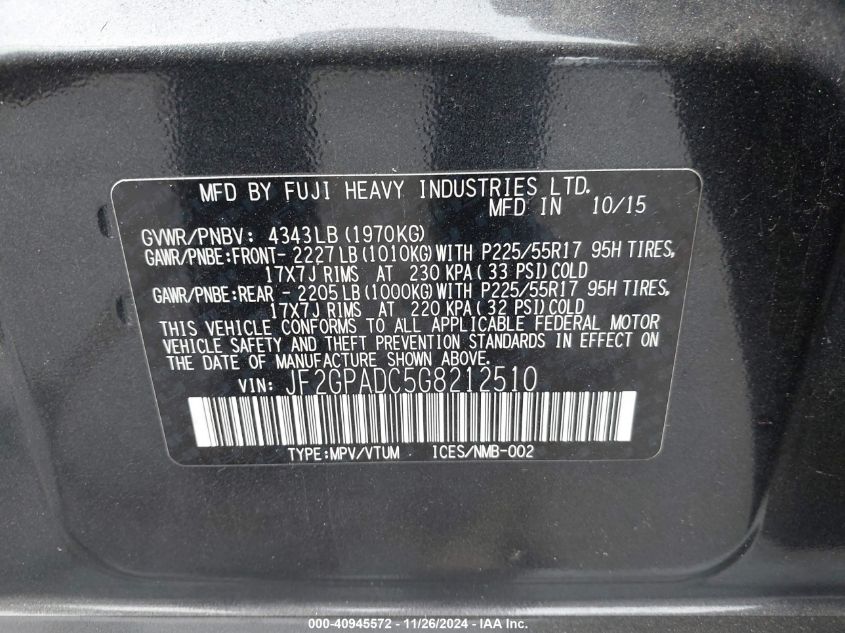 MFD BY FUJI HEAVY INDUSTRIES LTD.
MFD IN 10/15
GVWR/PNBV: 4343LB(1970KG)
GAWR/PNBE:FRONT- 2227LB(1010KG)WITH P225/55R17 95H TIRES,
17X7J RIMS AT 230 KPA( 33 PSI)COLD
GAWR/PNBE:REAR - 2205LB(1000KG)WITH P225/55R17 95H TIRES,
17X7J RIMS AT 220 KPA( 32 PSI)COLD
THIS VEHICLE CONFORMS TO ALL APPLICABLE FEDERAL MOTOR
VEHICLE SAFETY AND THEFT PREVENTION STANDARDS IN EFFECT ON
THE DATE OF MANUFACTURE SHOWN ABOVE.
VIN: JF2GPADC5G8212510
TYPE:MPV/VTUM ICES/NMB-002
000-40945572 - 11/26/2024 - IAA Inc.